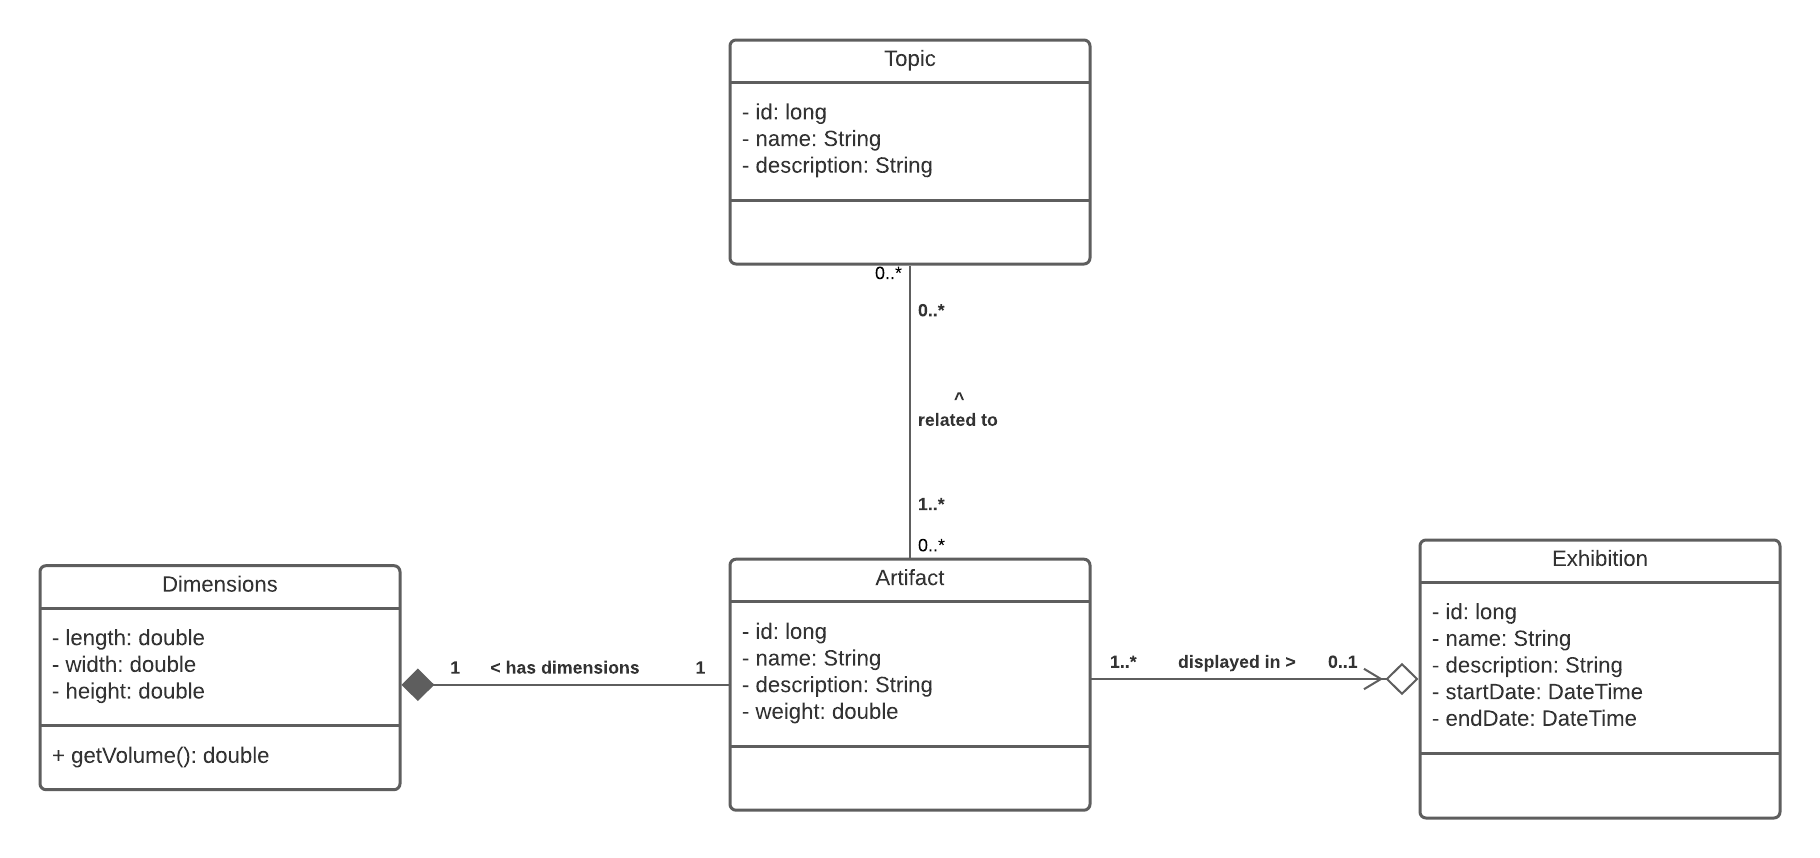 Topic
- id: long
- name: String
- description: String
0..*
0..*
^
related to
1..*
0..*
Dimensions
- length: double
- width: double
- height: double
+ getVolume(): double
1
< has dimensions
1
Artifact
- id: long
- name: String
- description: String
- weight: double
1..*
displayed in >
0..1
Exhibition
- id: long
- name: String
- description: String
- startDate: DateTime
- endDate: DateTime